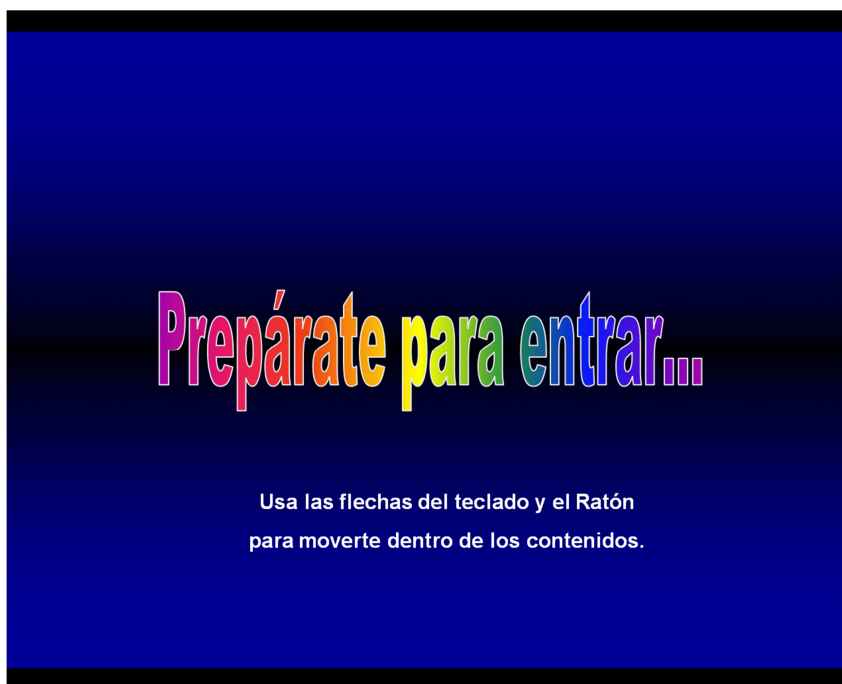 Prepárate para entrar...
Usa las flechas del teclado y el Ratón
para moverte dentro de los contenidos.